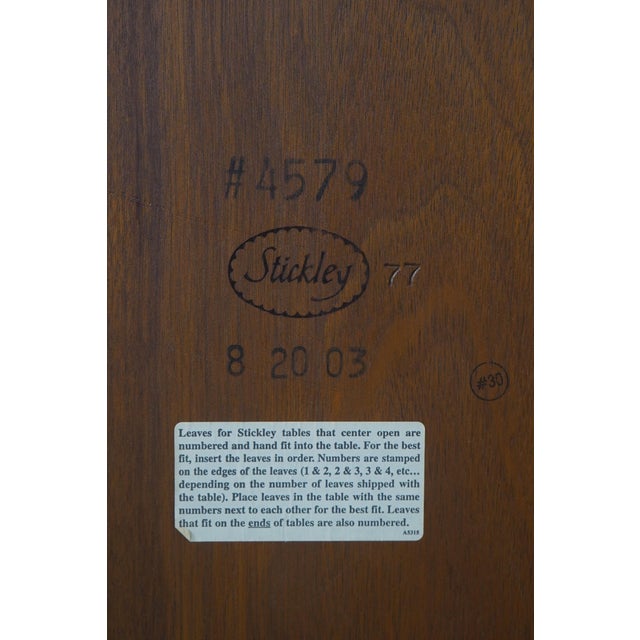 #4579
Stickley 77
8 20 03
#30
Leaves for Stickley tables that center open are
numbered and hand fit into the table. For the best
fit, insert the leaves in order. Numbers are stamped
on the edges of the leaves (1 & 2, 2 & 3, 3 & 4, etc...
depending on the number of leaves shipped with
the table). Place leaves in the table with the same
numbers next to each other for the best fit. Leaves
that fit on the ends of tables are also numbered.
A5315